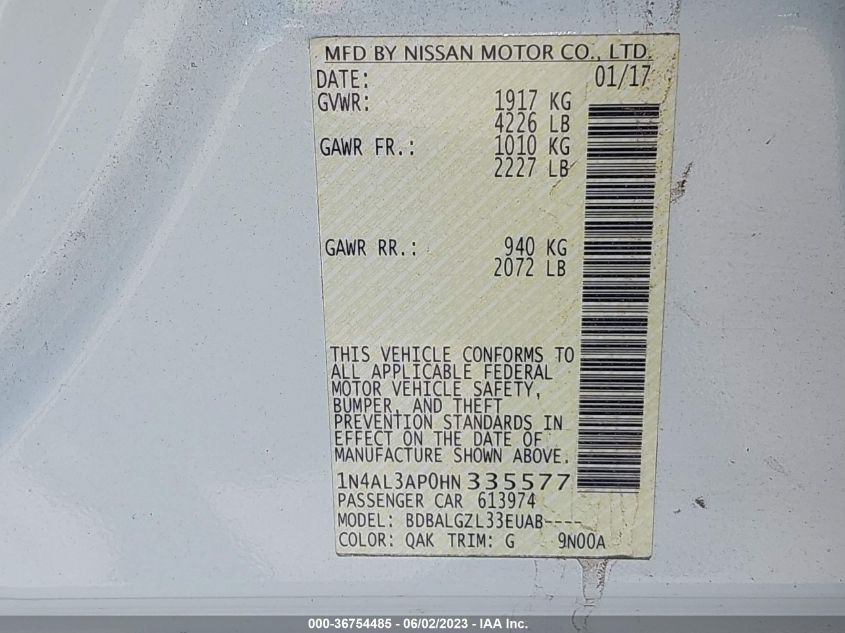 MFD BY NISSAN MOTOR CO., LTD.
DATE: 01/17
GVWR: 1917 KG
4226 LB
GAWR FR.: 1010 KG
2227 LB
GAWR RR.: 940 KG
2072 LB
THIS VEHICLE CONFORMS TO
ALL APPLICABLE FEDERAL
MOTOR VEHICLE SAFETY,
BUMPER, AND THEFT
PREVENTION STANDARDS IN
EFFECT ON THE DATE OF
MANUFACTURE SHOWN ABOVE.
1N4AL3AP0HN 335577
PASSENGER CAR 613974
MODEL: BDBALGZL33EUAB----
COLOR: QAK TRIM: G 9N00A
000-36754485 - 06/02/2023 - IAA Inc.